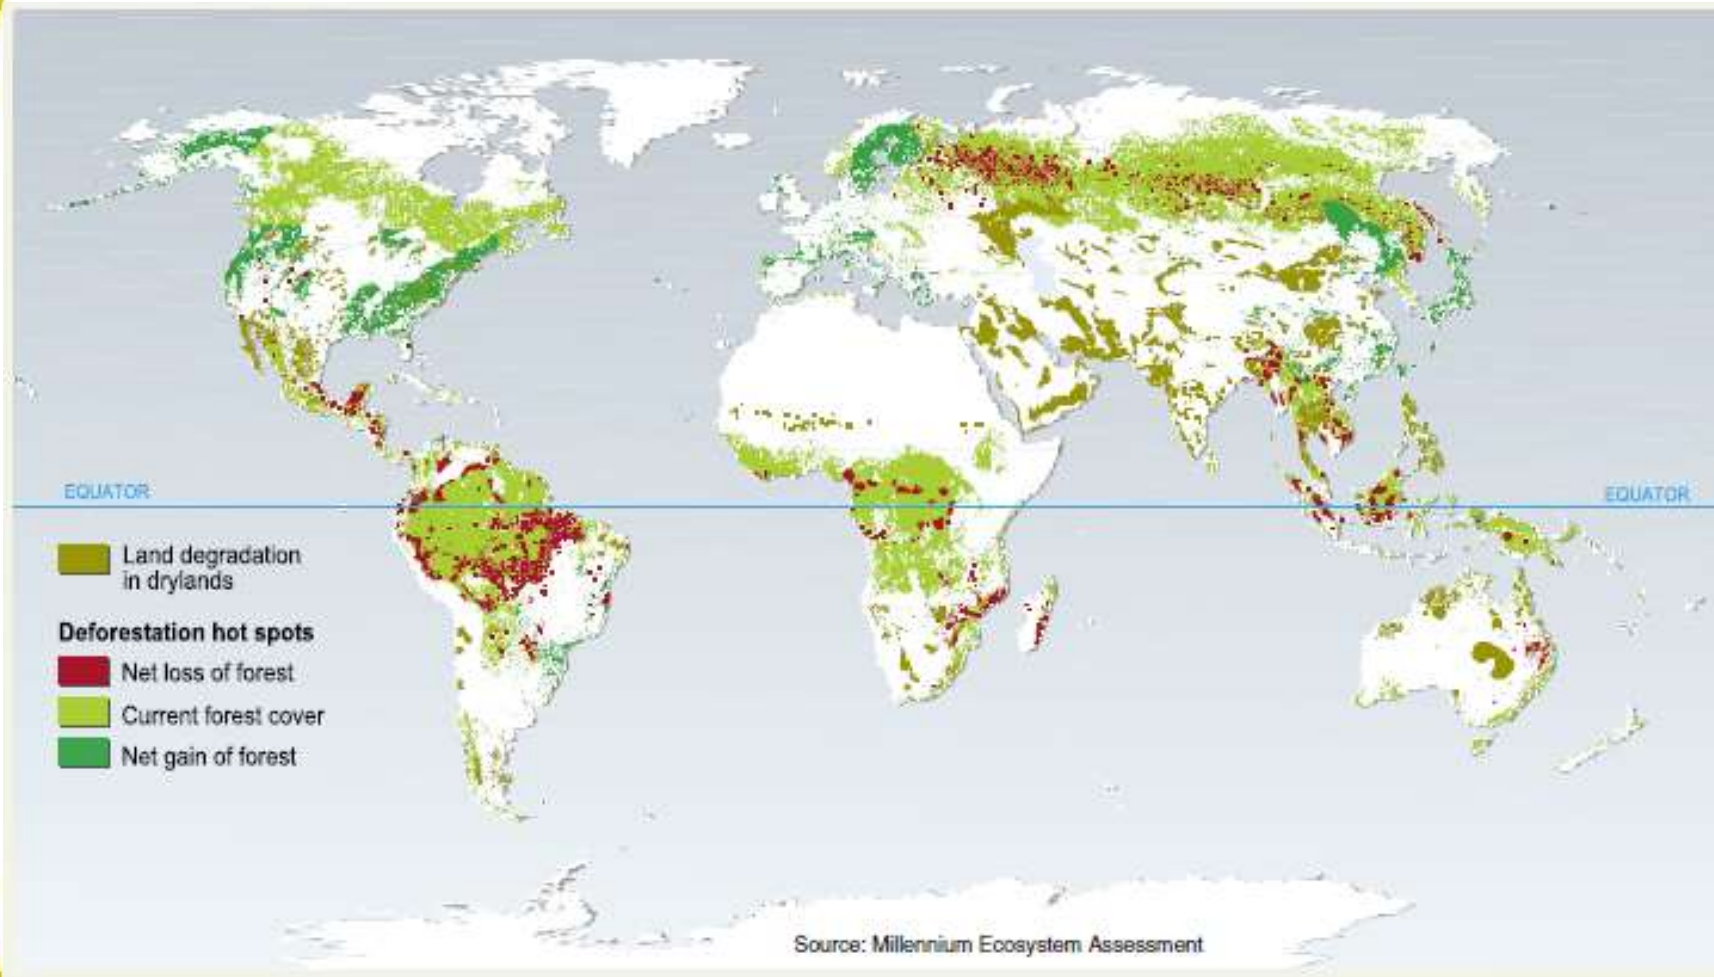 EQUATOR
EQUATOR
Land degradation
in drylands
Deforestation hot spots
Net loss of forest
Current forest cover
Net gain of forest
Source: Millennium Ecosystem Assessment